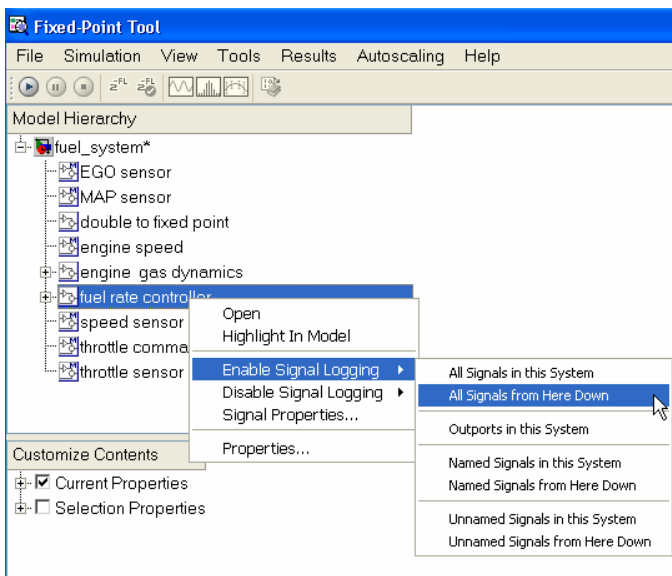 Fixed-Point Tool
File Simulation View Tools Results Autoscaling Help
Model Hierarchy
fuel_system*
EGO sensor
MAP sensor
double to fixed point
engine speed
engine gas dynamics
fuel rate controller
speed sensor
throttle comma
throttle sensor
Open
Highlight In Model
Enable Signal Logging
Disable Signal Logging
Signal Properties...
Properties...
All Signals in this System
All Signals from Here Down
Outports in this System
Named Signals in this System
Named Signals from Here Down
Unnamed Signals in this System
Unnamed Signals from Here Down
Customize Contents
Current Properties
Selection Properties